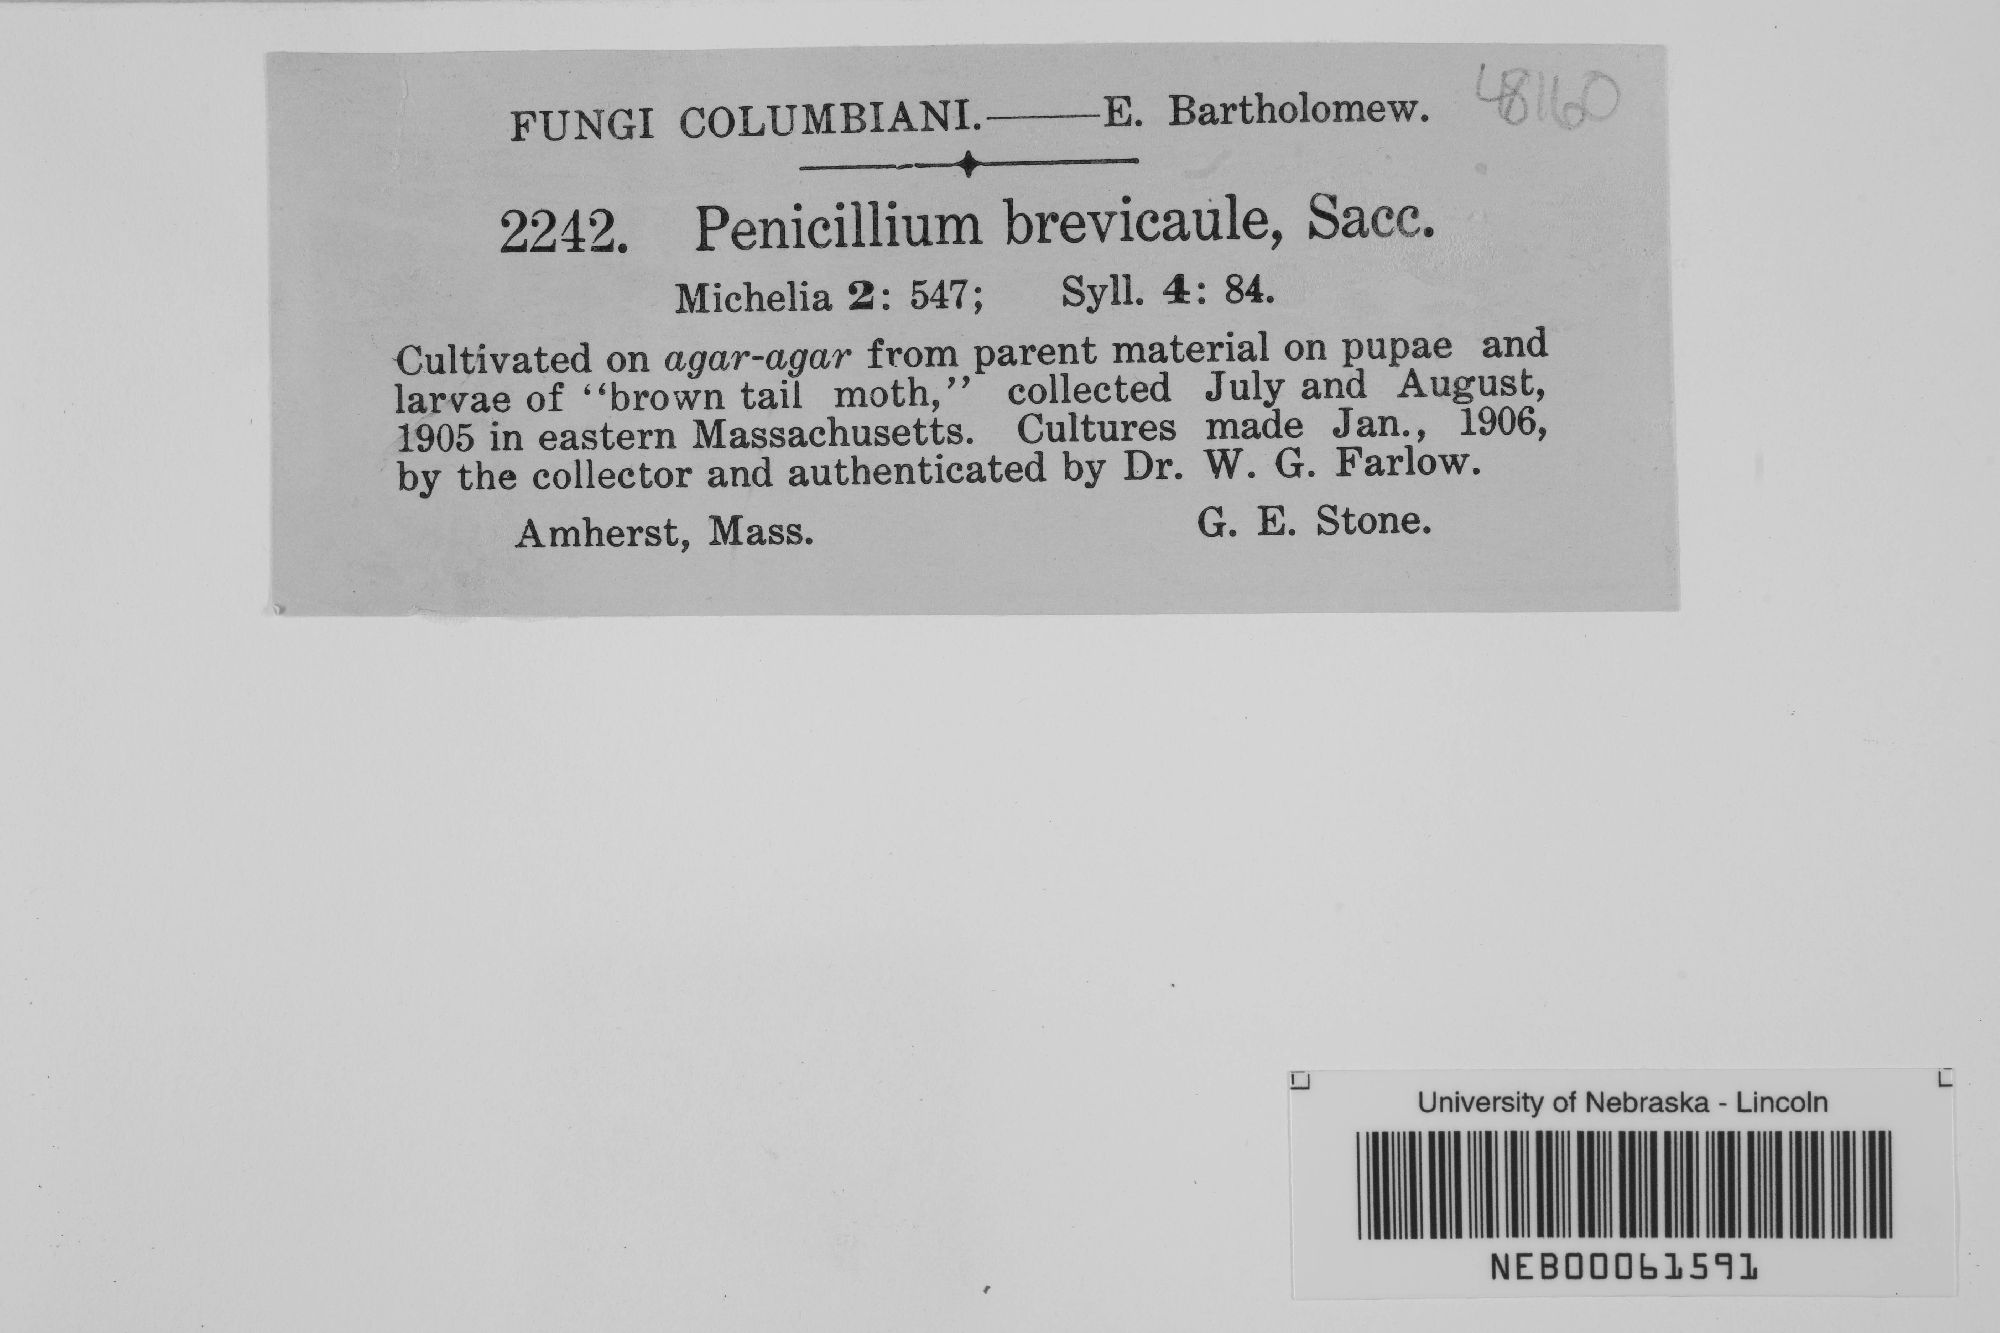 FUNGI COLUMBIANI.——E. Bartholomew. 48160
2242. Penicillium brevicaule, Sacc.
Michelia 2: 547; Syll. 4: 84.
Cultivated on agar-agar from parent material on pupae and
larvae of “brown tail moth,” collected July and August,
1905 in eastern Massachusetts. Cultures made Jan., 1906,
by the collector and authenticated by Dr. W. G. Farlow.
Amherst, Mass. G. E. Stone.
University of Nebraska - Lincoln
NEB00061591